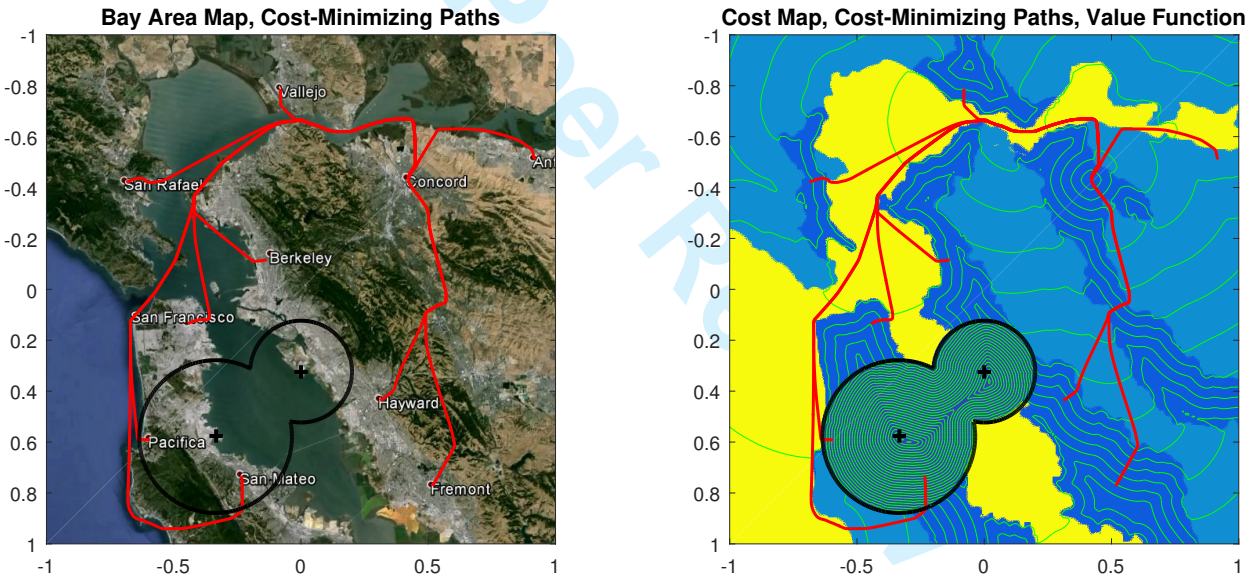 Bay Area Map, Cost-Minimizing Paths
-1
-0.8
-0.6
-0.4
-0.2
0
0.2
0.4
0.6
0.8
1
-1
-0.5
0
0.5
1
Vallejo
San Rafael
Concord
Berkeley
San Francisco
Hayward
Pacifica
San Mateo
Fremont
Cost Map, Cost-Minimizing Paths, Value Function
-1
-0.8
-0.6
-0.4
-0.2
0
0.2
0.4
0.6
0.8
1
-1
-0.5
0
0.5
1